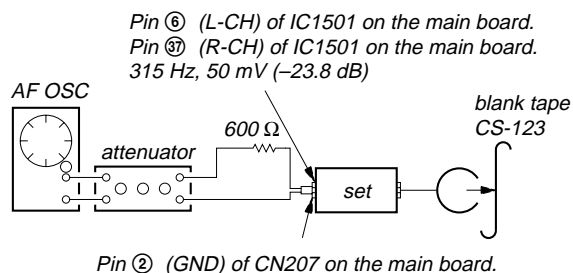 Pin ⑥ (L-CH) of IC1501 on the main board.
Pin ㊲ (R-CH) of IC1501 on the main board.
315 Hz, 50 mV (–23.8 dB)
AF OSC
blank tape
CS-123
600 Ω
attenuator
set
Pin ② (GND) of CN207 on the main board.